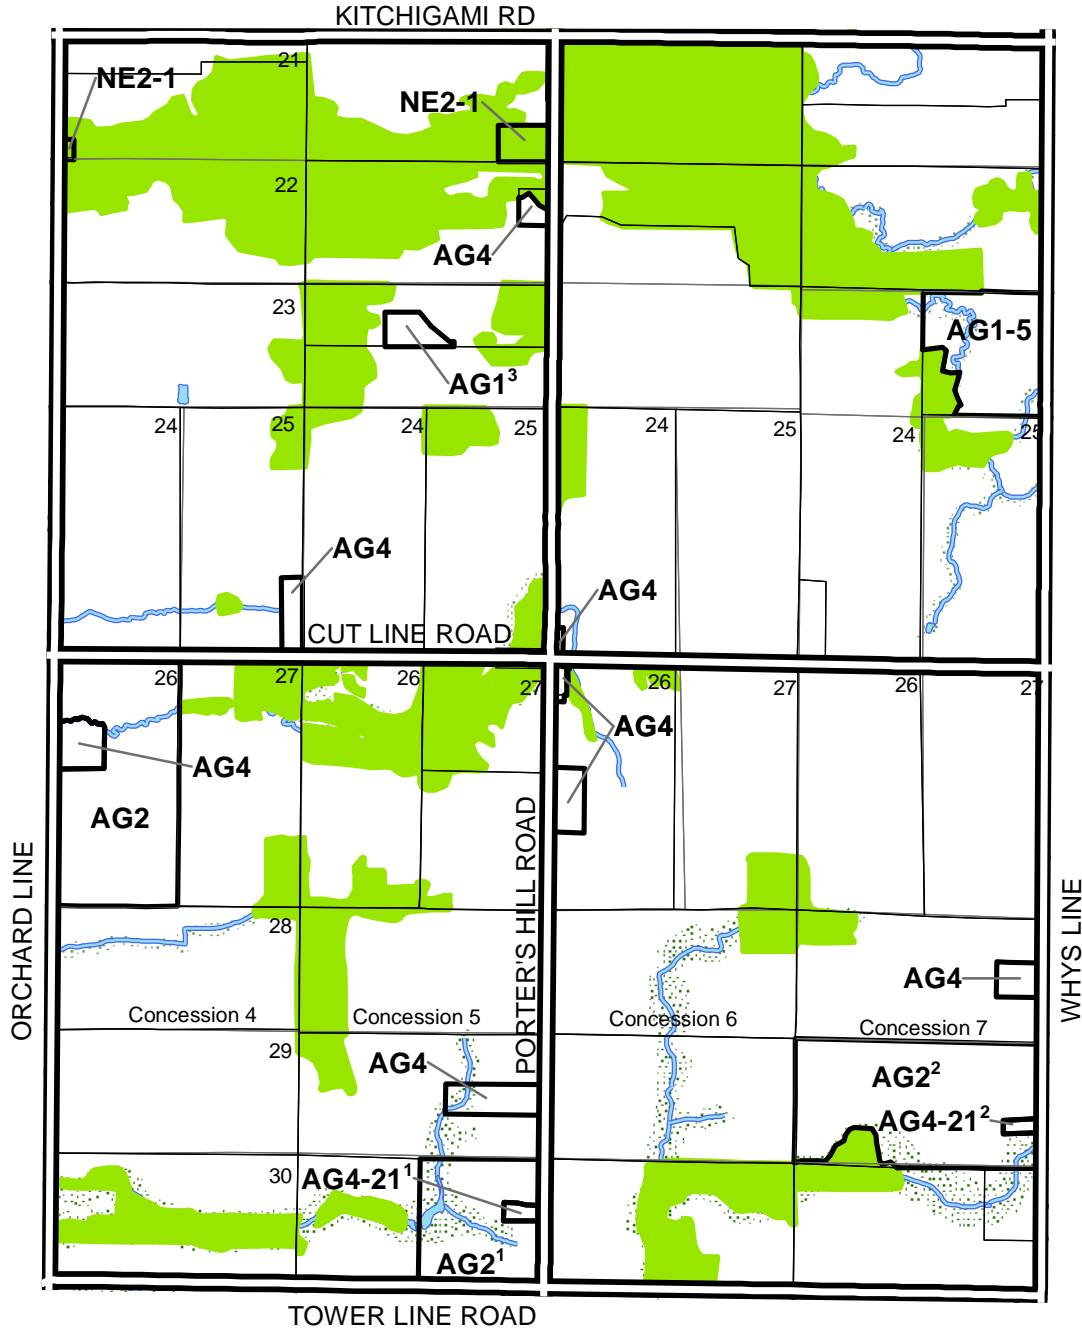 KITCHIGAMI RD
21
NE2-1
NE2-1
22
AG4
23
AG1-5
AG1³
24
25
24
25
24
25
24
25
AG4
AG4
CUT LINE ROAD
26
27
26
27
26
27
26
27
AG4
AG4
AG2
PORTER'S HILL ROAD
ORCHARD LINE
WHYS LINE
28
AG4
Concession 4
Concession 5
Concession 6
Concession 7
29
AG4
AG2²
AG4-21²
30
AG4-21¹
AG2¹
TOWER LINE ROAD